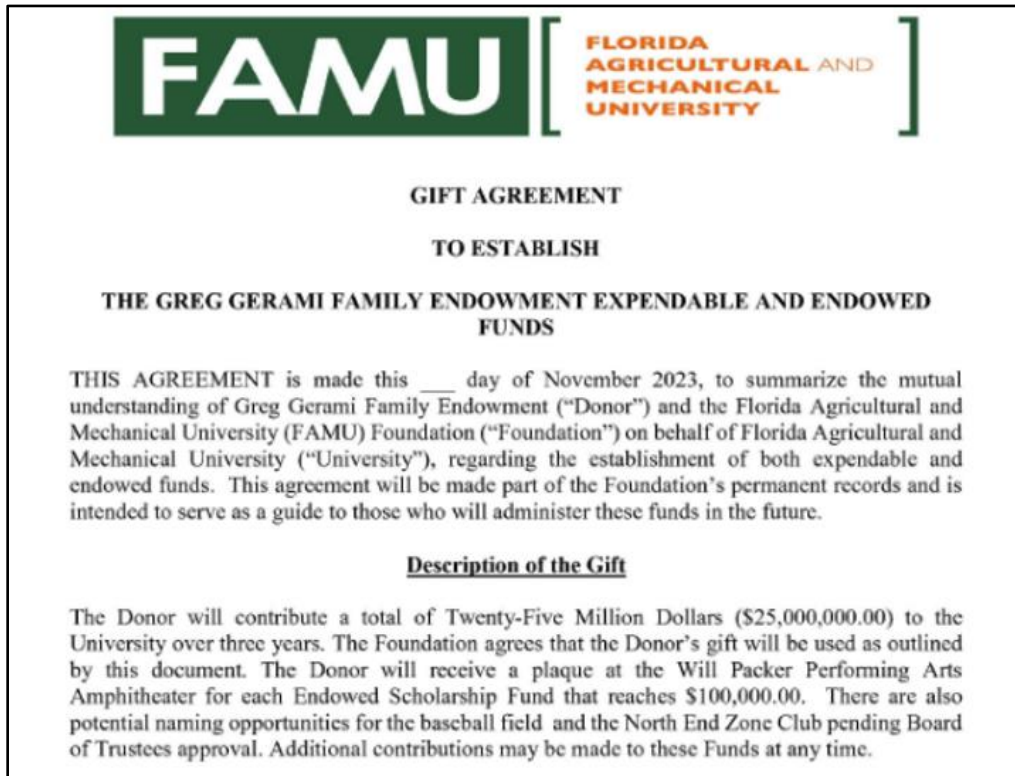 FAMU
FLORIDA
AGRICULTURAL AND
MECHANICAL
UNIVERSITY
GIFT AGREEMENT
TO ESTABLISH
THE GREG GERAMI FAMILY ENDOWMENT EXPENDABLE AND ENDOWED
FUNDS
THIS AGREEMENT is made this ___ day of November 2023, to summarize the mutual
understanding of Greg Gerami Family Endowment (“Donor”) and the Florida Agricultural and
Mechanical University (FAMU) Foundation (“Foundation”) on behalf of Florida Agricultural and
Mechanical University (“University”), regarding the establishment of both expendable and
endowed funds. This agreement will be made part of the Foundation’s permanent records and is
intended to serve as a guide to those who will administer these funds in the future.
Description of the Gift
The Donor will contribute a total of Twenty-Five Million Dollars ($25,000,000.00) to the
University over three years. The Foundation agrees that the Donor’s gift will be used as outlined
by this document. The Donor will receive a plaque at the Will Packer Performing Arts
Amphitheater for each Endowed Scholarship Fund that reaches $100,000.00. There are also
potential naming opportunities for the baseball field and the North End Zone Club pending Board
of Trustees approval. Additional contributions may be made to these Funds at any time.